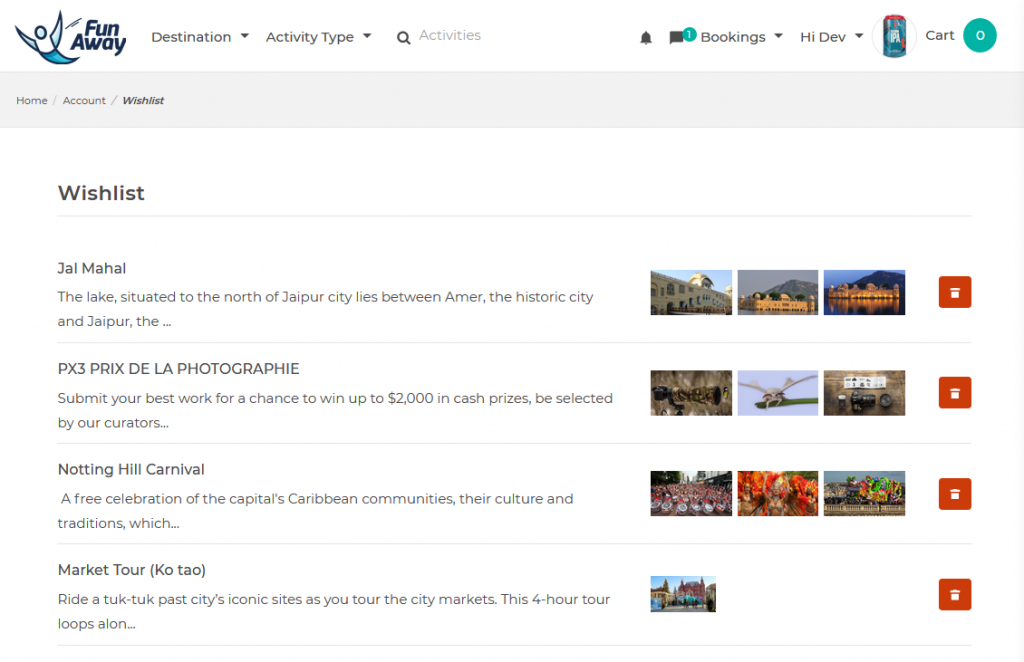 Fun
Away
Destination
Activity Type
Activities
1
Bookings
Hi Dev
IPA
Cart
0
Home / Account / Wishlist
Wishlist
Jal Mahal
The lake, situated to the north of Jaipur city lies between Amer, the historic city
and Jaipur, the ...
PX3 PRIX DE LA PHOTOGRAPHIE
Submit your best work for a chance to win up to $2,000 in cash prizes, be selected
by our curators...
Notting Hill Carnival
A free celebration of the capital's Caribbean communities, their culture and
traditions, which...
Market Tour (Ko tao)
Ride a tuk-tuk past city’s iconic sites as you tour the city markets. This 4-hour tour
loops alon...